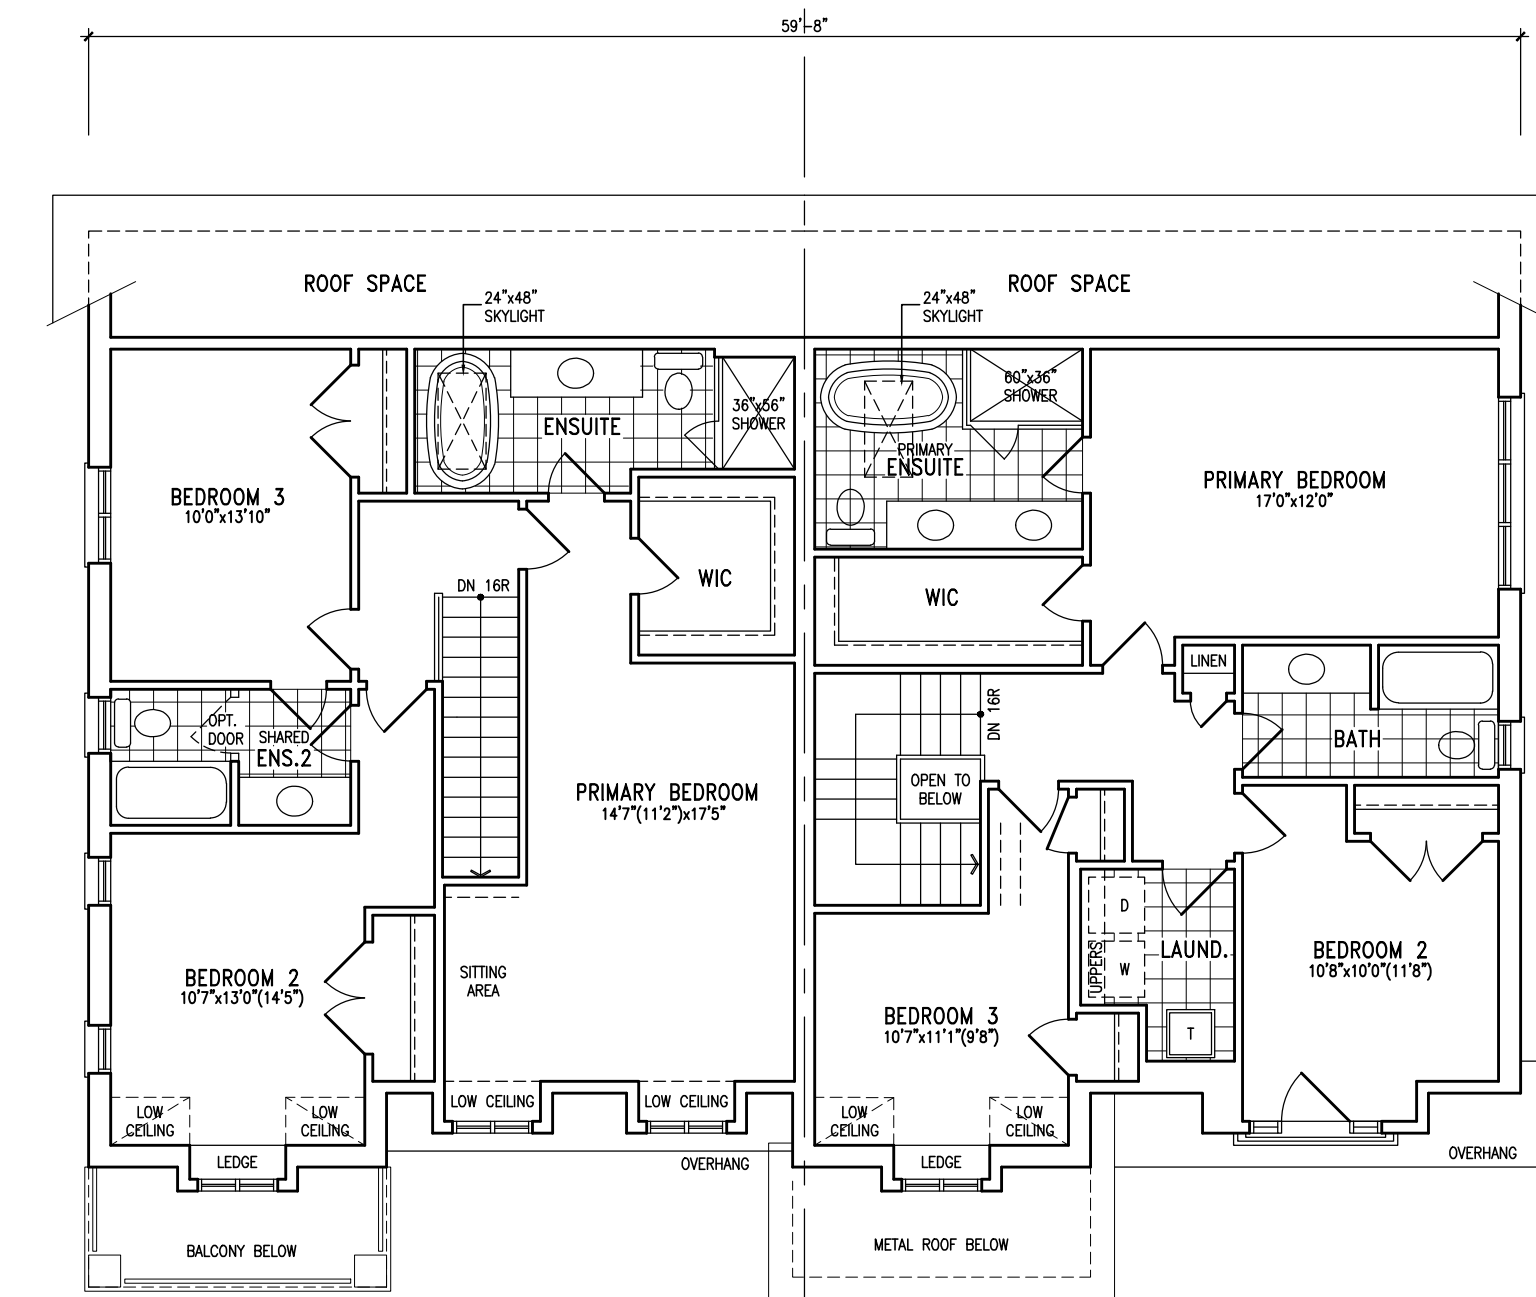 59'-8"
ROOF SPACE
ROOF SPACE
24"x48"
SKYLIGHT
24"x48"
SKYLIGHT
60"x36"
SHOWER
36"x56"
SHOWER
ENSUITE
PRIMARY
ENSUITE
PRIMARY BEDROOM
17'0"x12'0"
BEDROOM 3
10'0"x13'10"
DN 16R
WIC
WIC
LINEN
DN 16R
OPT.
DOOR
SHARED
ENS.2
BATH
OPEN TO
BELOW
PRIMARY BEDROOM
14'7"(11'2")x17'5"
D
W
UPPERS
LAUND.
BEDROOM 2
10'8"x10'0"(11'8")
SITTING
AREA
BEDROOM 2
10'7"x13'0"(14'5")
BEDROOM 3
10'7"x11'1"(9'8")
T
LOW CEILING
LOW CEILING
LOW
CEILING
LOW
CEILING
LOW
CEILING
LOW
CEILING
LEDGE
OVERHANG
LEDGE
OVERHANG
BALCONY BELOW
METAL ROOF BELOW